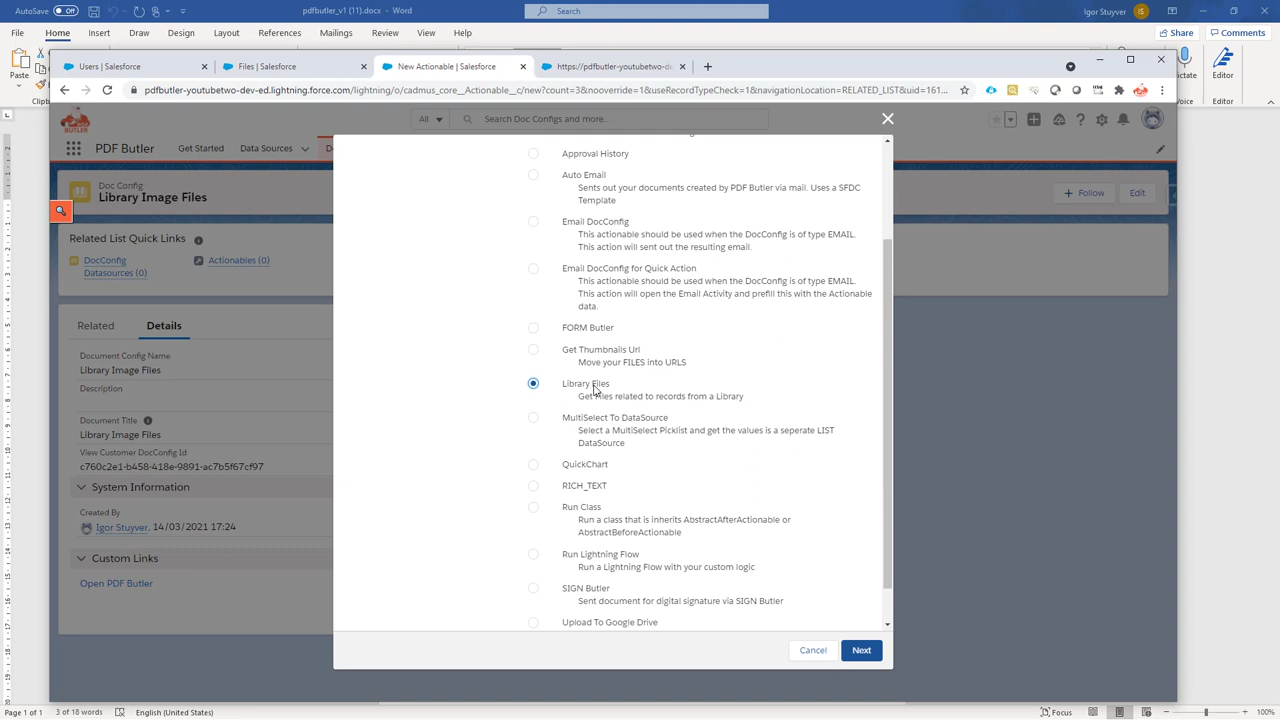 AutoSave Off pdfbutler_v1 (11).docx - Word Search Igor Stuyver IS
File Home Insert Draw Design Layout References Mailings Review View Help Share Comments
Paste Dictate Editor
Users | Salesforce Files | Salesforce New Actionable | Salesforce https://pdfbutler-youtubetwo-de
pdfbutler-youtubetwo-dev-ed.lightning.force.com/lightning/o/cadmus_core__Actionable__c/new?count=3&nooverride=1&useRecordTypeCheck=1&navigationLocation=RELATED_LIST&uid=161...
BUTLER All Search Doc Configs and more...
PDF Butler Get Started Data Sources
Doc Config
Library Image Files
Follow Edit
Related List Quick Links
DocConfig
Datasources (0)
Actionables (0)
Related Details
Document Config Name
Library Image Files
Description
Document Title
Library Image Files
View Customer DocConfig Id
c760c2e1-b458-418e-9891-ac7b5f67cf97
System Information
Created By
Igor Stuyver, 14/03/2021 17:24
Custom Links
Open PDF Butler
Approval History
Auto Email
Sents out your documents created by PDF Butler via mail. Uses a SFDC
Template
Email DocConfig
This actionable should be used when the DocConfig is of type EMAIL.
This action will sent out the resulting email.
Email DocConfig for Quick Action
This actionable should be used when the DocConfig is of type EMAIL.
This action will open the Email Activity and prefill this with the Actionable
data.
FORM Butler
Get Thumbnails Url
Move your FILES into URLS
Library Files
Get Files related to records from a Library
MultiSelect To DataSource
Select a MultiSelect Picklist and get the values is a seperate LIST
DataSource
QuickChart
RICH_TEXT
Run Class
Run a class that is inherits AbstractAfterActionable or
AbstractBeforeActionable
Run Lightning Flow
Run a Lightning Flow with your custom logic
SIGN Butler
Sent document for digital signature via SIGN Butler
Upload To Google Drive
Cancel Next
Page 1 of 1 3 of 18 words English (United States) Focus 100%